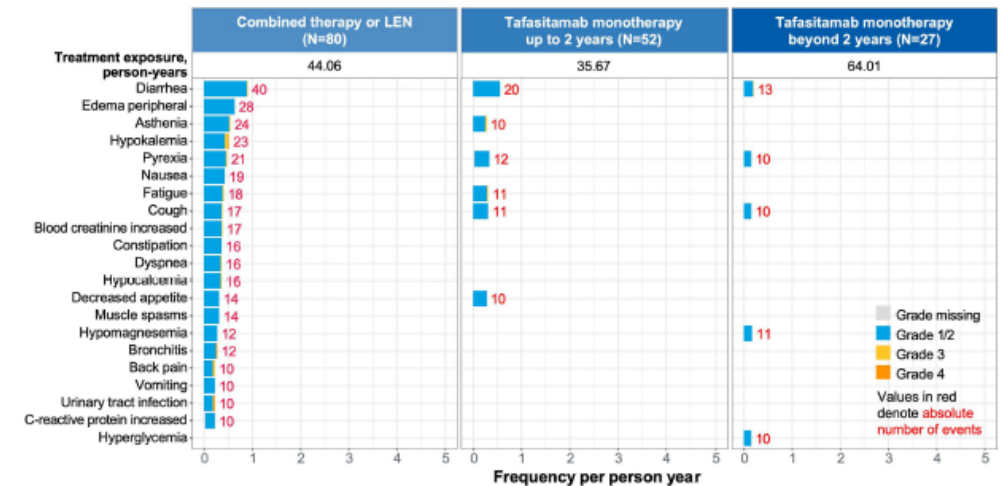 Combined therapy or LEN
(N=80)
Tafasitamab monotherapy
up to 2 years (N=52)
Tafasitamab monotherapy
beyond 2 years (N=27)
Treatment exposure,
person-years
44.06
35.67
64.01
Diarrhea 40 20 13
Edema peripheral 28
Asthenia 24 10
Hypokalemia 23
Pyrexia 21 12 10
Nausea 19
Fatigue 18 11
Cough 17 11 10
Blood creatinine increased 17
Constipation 16
Dyspnea 16
Hypocalcemia 16
Decreased appetite 14 10
Muscle spasms 14
Hypomagnesemia 12 11
Bronchitis 12
Back pain 10
Vomiting 10
Urinary tract infection 10
C-reactive protein increased 10
Hyperglycemia 10
Grade missing
Grade 1/2
Grade 3
Grade 4
Values in red
denote absolute
number of events
0 1 2 3 4 5 0 1 2 3 4 5 0 1 2 3 4 5
Frequency per person year